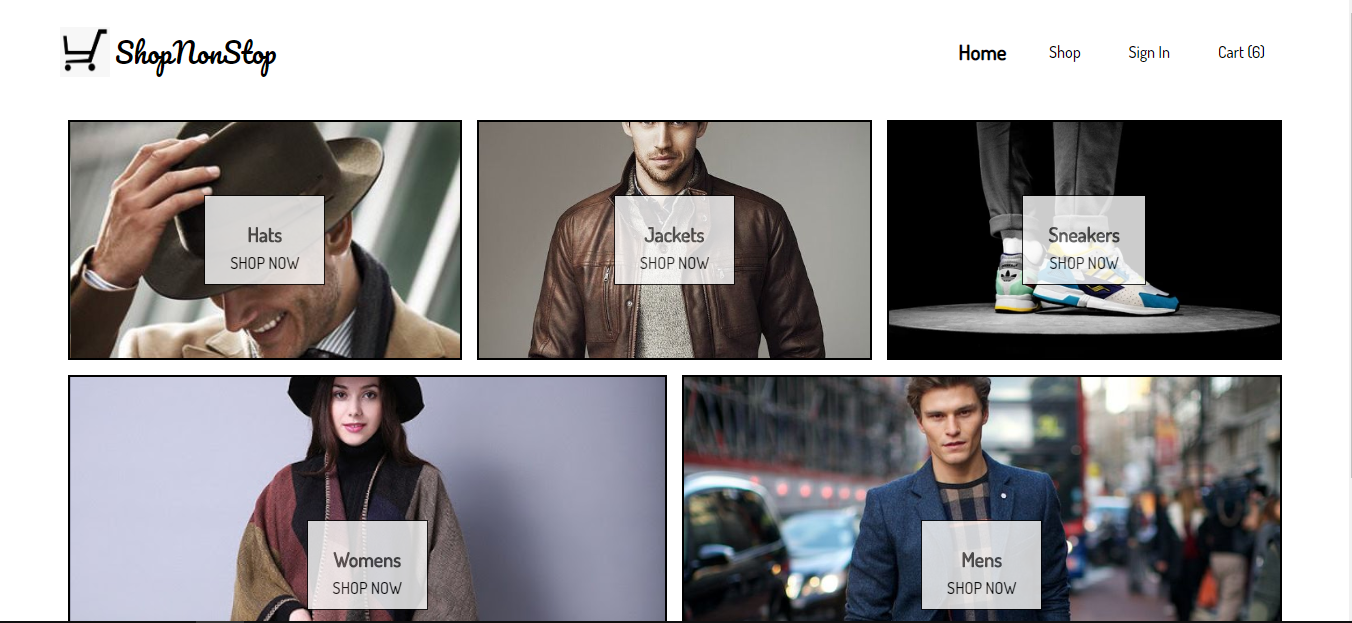 ShopNonStop
Home Shop Sign In Cart (6)
Hats
SHOP NOW
Jackets
SHOP NOW
Sneakers
SHOP NOW
Womens
SHOP NOW
Mens
SHOP NOW